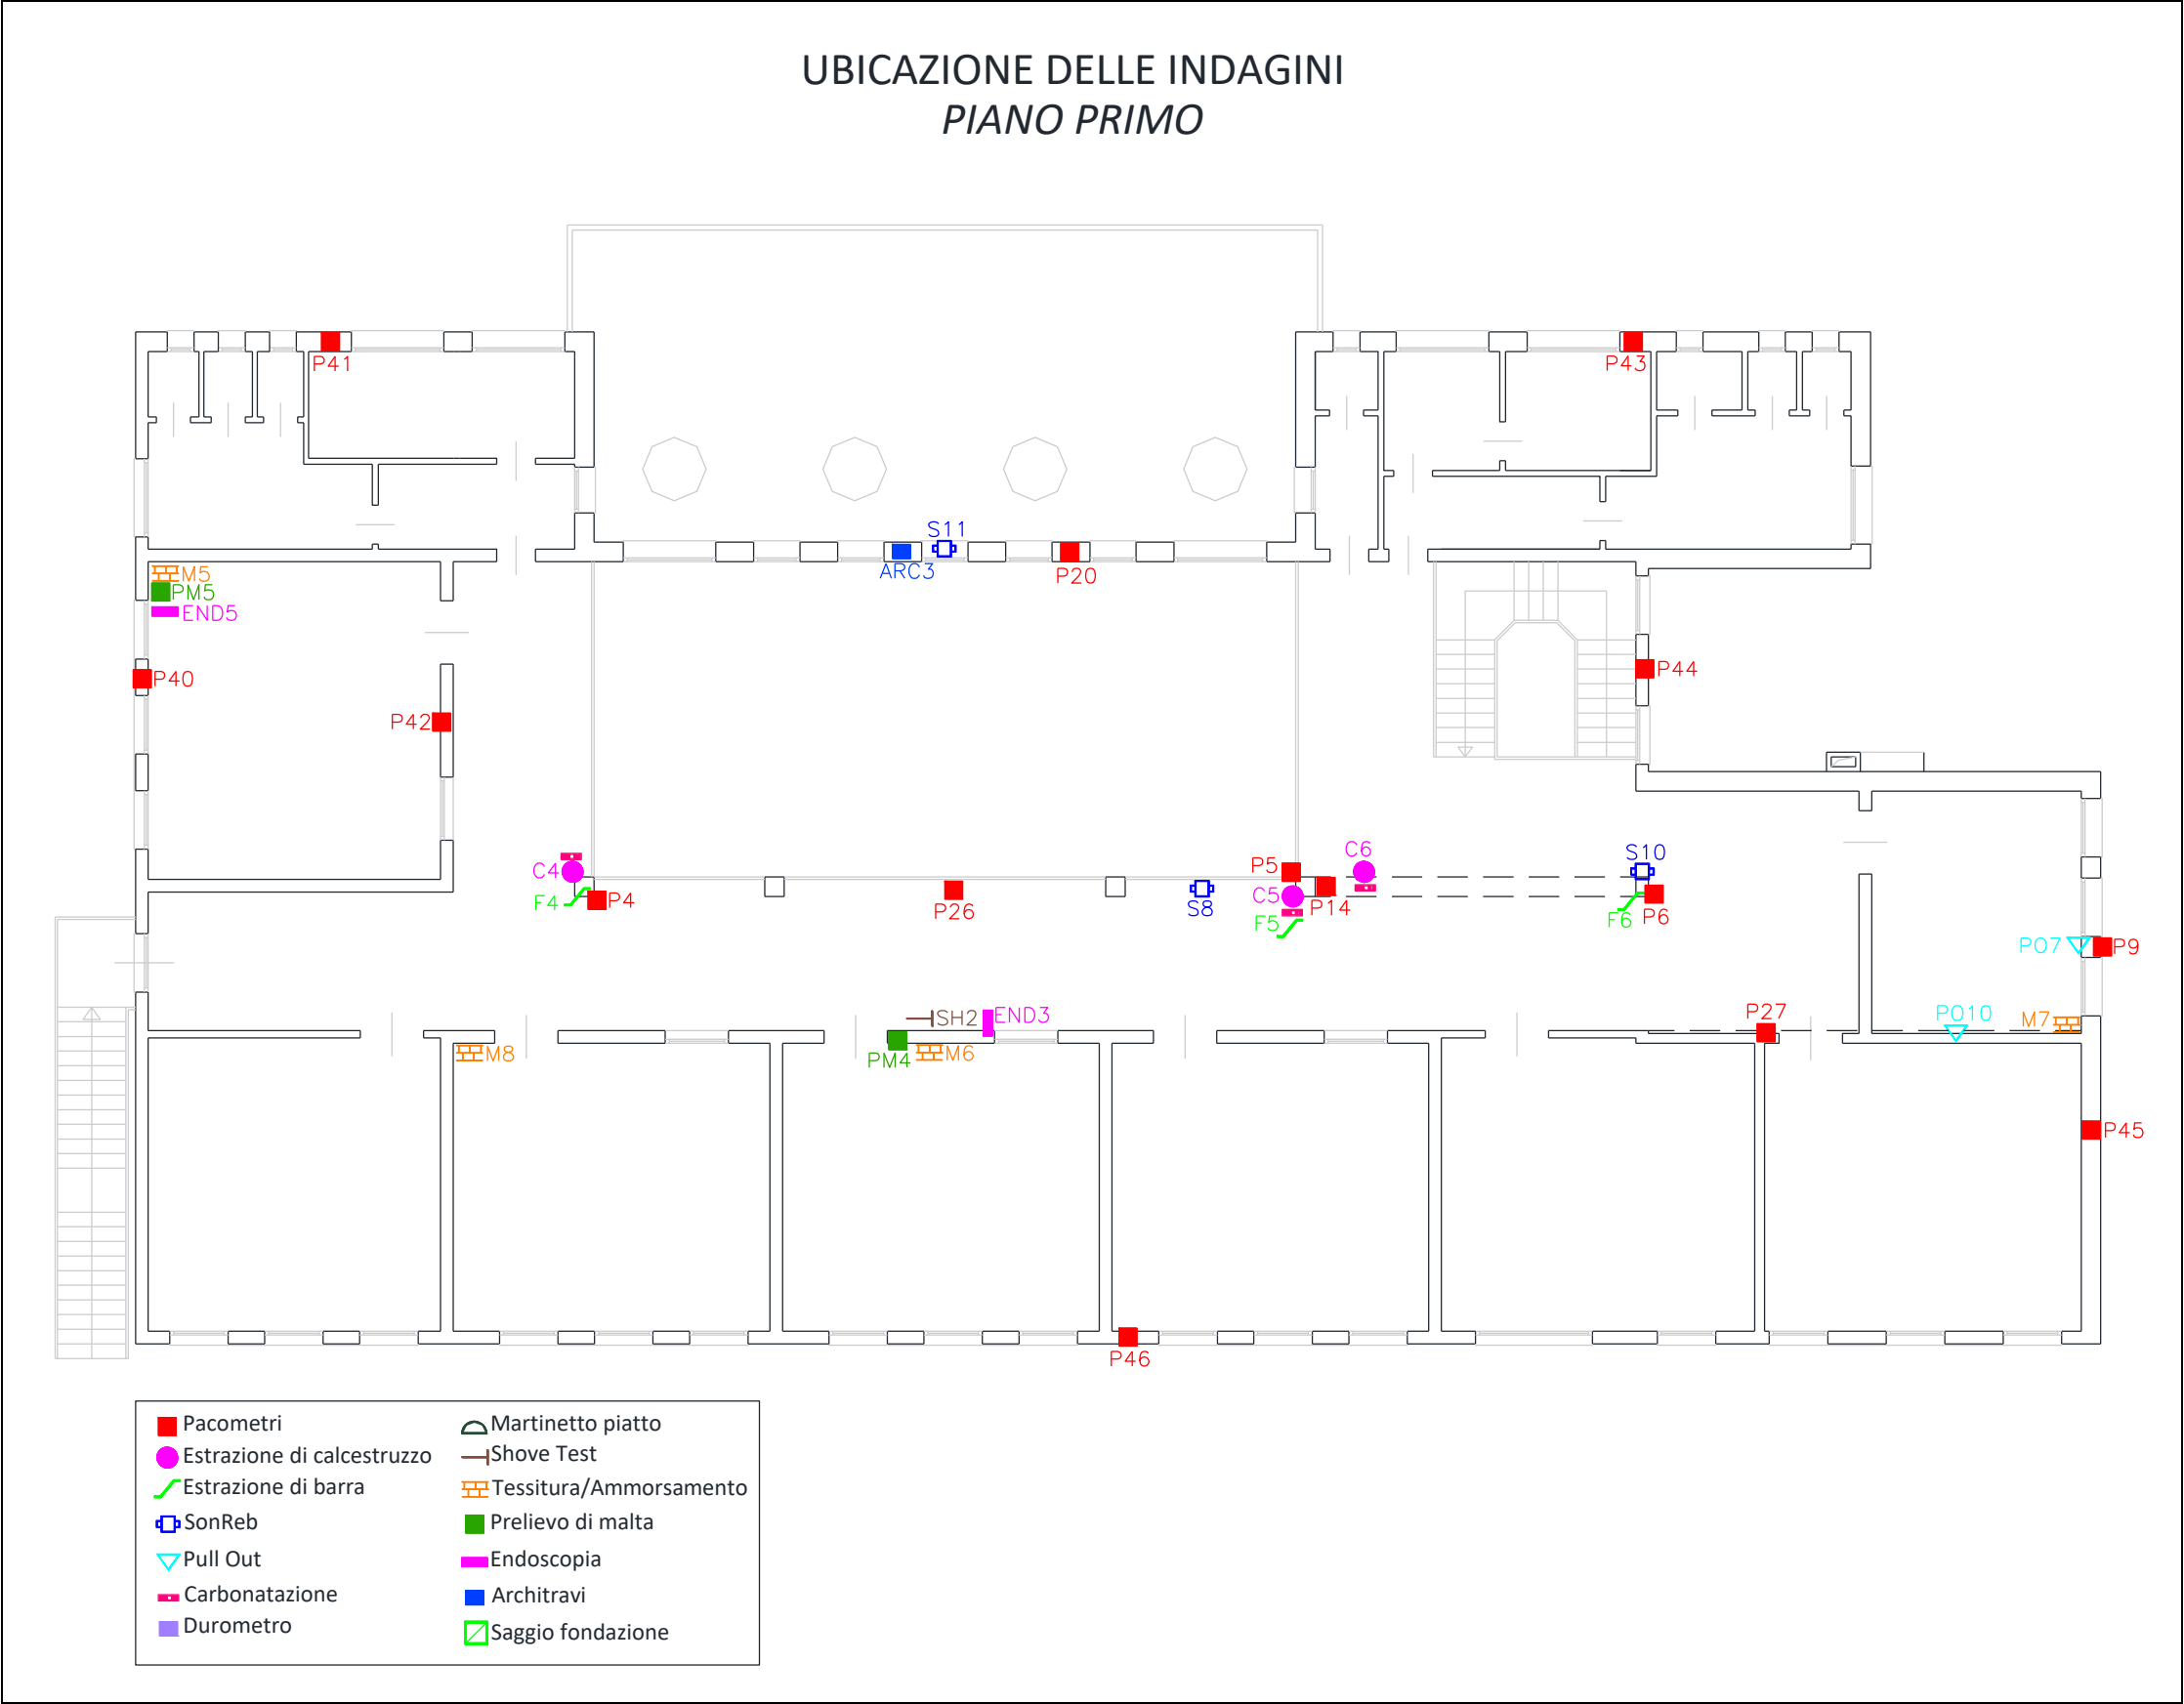 UBICAZIONE DELLE INDAGINI
PIANO PRIMO
P41
P43
S11
ARC3
P20
M5
PM5
END5
P40
P42
P44
C4
F4
P4
P26
S8
P5
C5
F5
P14
C6
S10
F6
P6
PO7
P9
SH2
END3
P27
PO10
M7
M8
PM4
M6
P45
P46
Pacometri
Estrazione di calcestruzzo
Estrazione di barra
SonReb
Pull Out
Carbonatazione
Durometro
Martinetto piatto
Shove Test
Tessitura/Ammorsamento
Prelievo di malta
Endoscopia
Architravi
Saggio fondazione